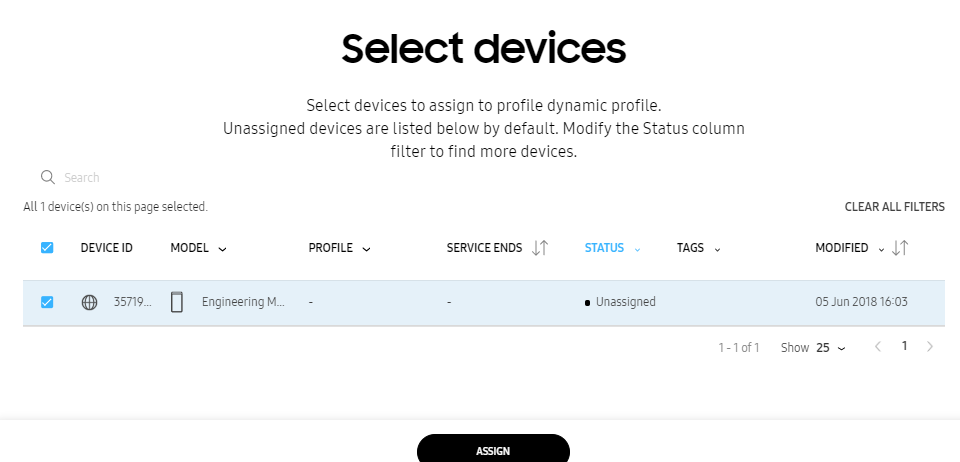 Select devices
Select devices to assign to profile dynamic profile.
Unassigned devices are listed below by default. Modify the Status column
filter to find more devices.
Search
All 1 device(s) on this page selected.
CLEAR ALL FILTERS
DEVICE ID MODEL PROFILE SERVICE ENDS STATUS TAGS MODIFIED
35719... Engineering M... - - Unassigned 05 Jun 2018 16:03
1 - 1 of 1 Show 25 1
ASSIGN